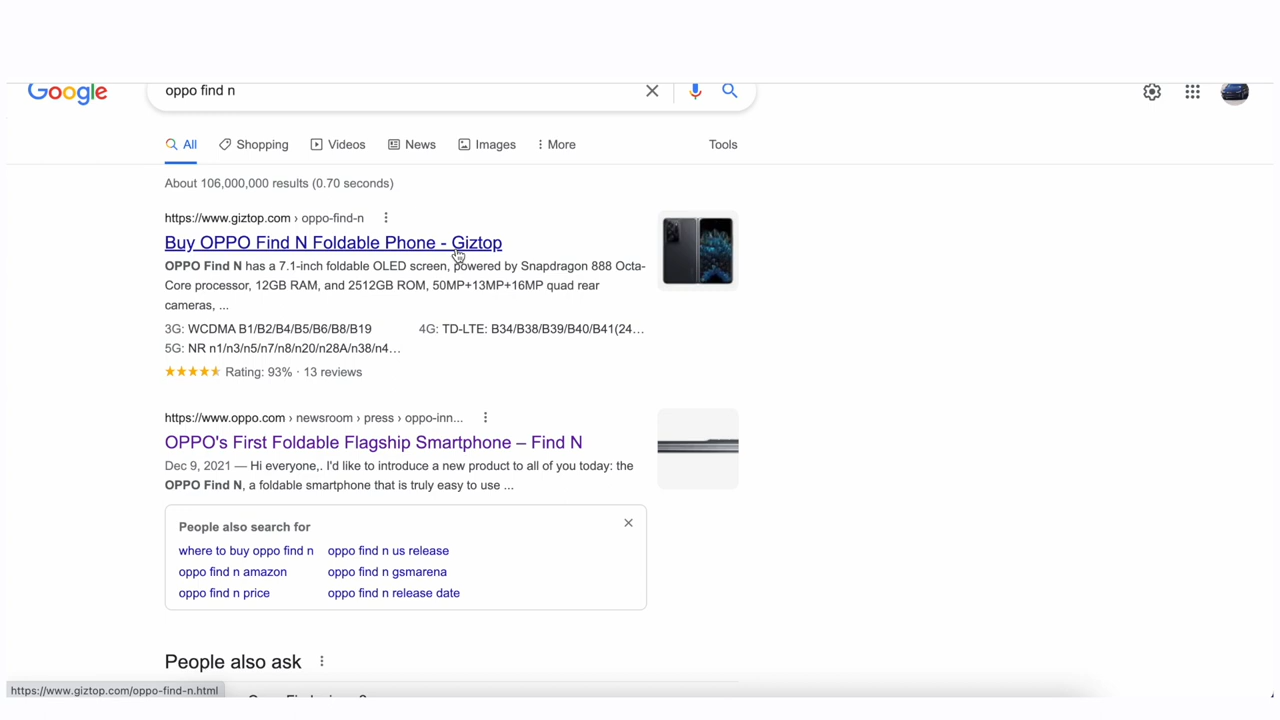 Google
oppo find n
All Shopping Videos News Images More Tools
About 106,000,000 results (0.70 seconds)
https://www.giztop.com › oppo-find-n
Buy OPPO Find N Foldable Phone - Giztop
OPPO Find N has a 7.1-inch foldable OLED screen, powered by Snapdragon 888 Octa-
Core processor, 12GB RAM, and 2512GB ROM, 50MP+13MP+16MP quad rear
cameras, ...
3G: WCDMA B1/B2/B4/B5/B6/B8/B19 4G: TD-LTE: B34/B38/B39/B40/B41(24...
5G: NR n1/n3/n5/n7/n8/n20/n28A/n38/n4...
Rating: 93% · 13 reviews
https://www.oppo.com › newsroom › press › oppo-inn...
OPPO's First Foldable Flagship Smartphone – Find N
Dec 9, 2021 — Hi everyone,. I'd like to introduce a new product to all of you today: the
OPPO Find N, a foldable smartphone that is truly easy to use ...
People also search for
where to buy oppo find n oppo find n us release
oppo find n amazon oppo find n gsmarena
oppo find n price oppo find n release date
People also ask
https://www.giztop.com/oppo-find-n.html